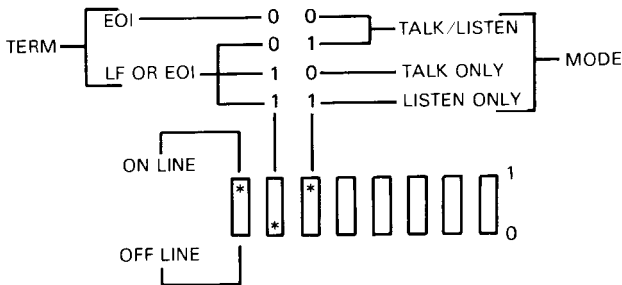 EOI 0 0
TALK/LISTEN
0 1
TERM
MODE
LF OR EOI 1 0 TALK ONLY
1 1 LISTEN ONLY
ON LINE
1
* * *
0
OFF LINE